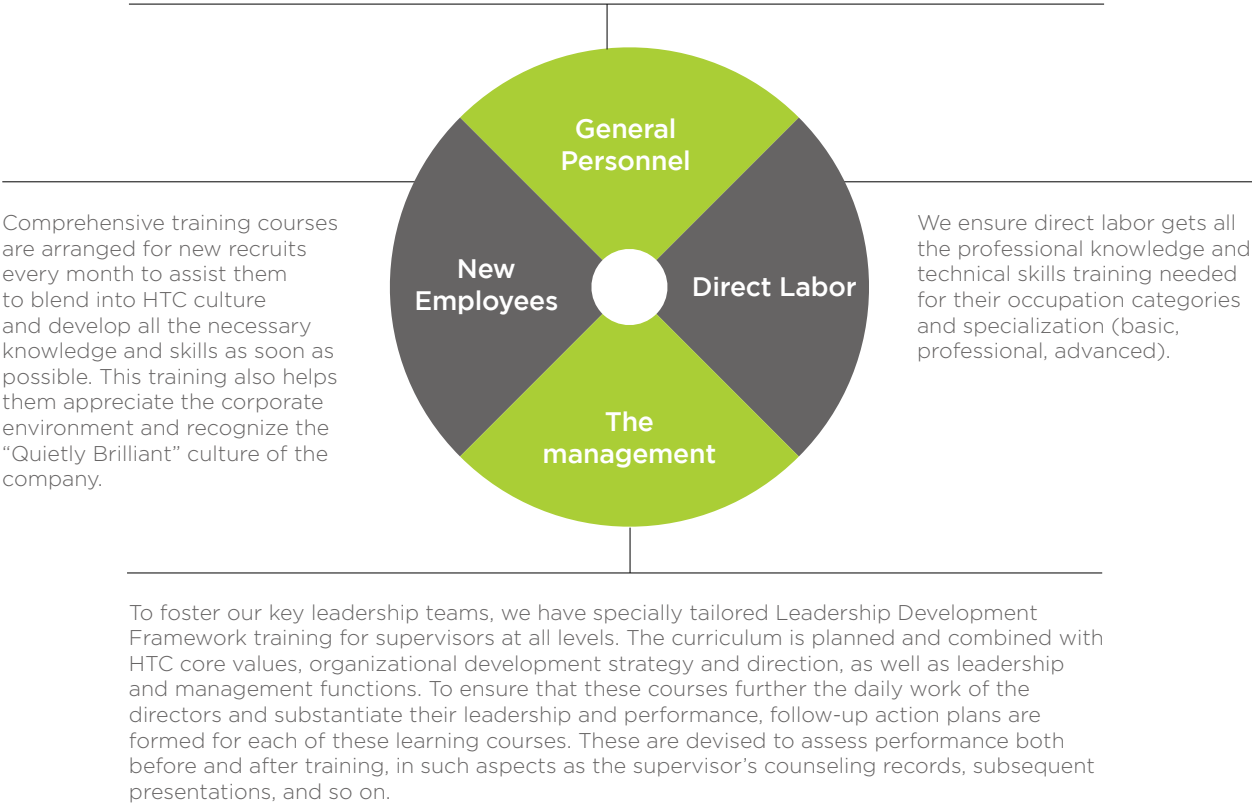 General
Personnel
New
Employees
Direct Labor
The
management
Comprehensive training courses
are arranged for new recruits
every month to assist them
to blend into HTC culture
and develop all the necessary
knowledge and skills as soon as
possible. This training also helps
them appreciate the corporate
environment and recognize the
“Quietly Brilliant” culture of the
company.
We ensure direct labor gets all
the professional knowledge and
technical skills training needed
for their occupation categories
and specialization (basic,
professional, advanced).
To foster our key leadership teams, we have specially tailored Leadership Development
Framework training for supervisors at all levels. The curriculum is planned and combined with
HTC core values, organizational development strategy and direction, as well as leadership
and management functions. To ensure that these courses further the daily work of the
directors and substantiate their leadership and performance, follow-up action plans are
formed for each of these learning courses. These are devised to assess performance both
before and after training, in such aspects as the supervisor’s counseling records, subsequent
presentations, and so on.